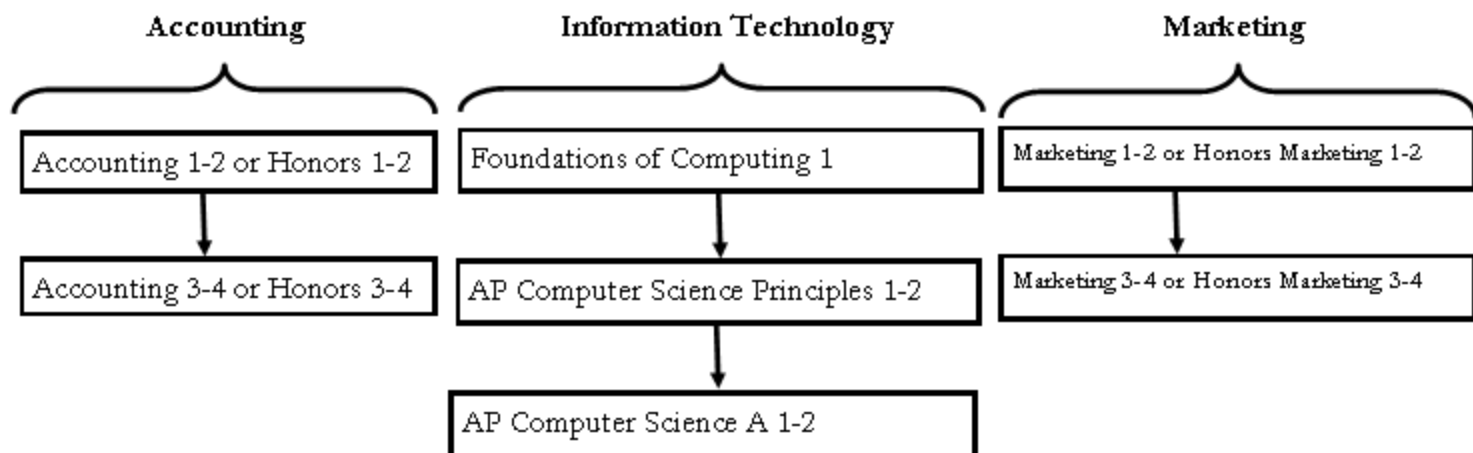 Accounting
Information Technology
Marketing
Accounting 1-2 or Honors 1-2
Foundations of Computing 1
Marketing 1-2 or Honors Marketing 1-2
Accounting 3-4 or Honors 3-4
AP Computer Science Principles 1-2
Marketing 3-4 or Honors Marketing 3-4
AP Computer Science A 1-2